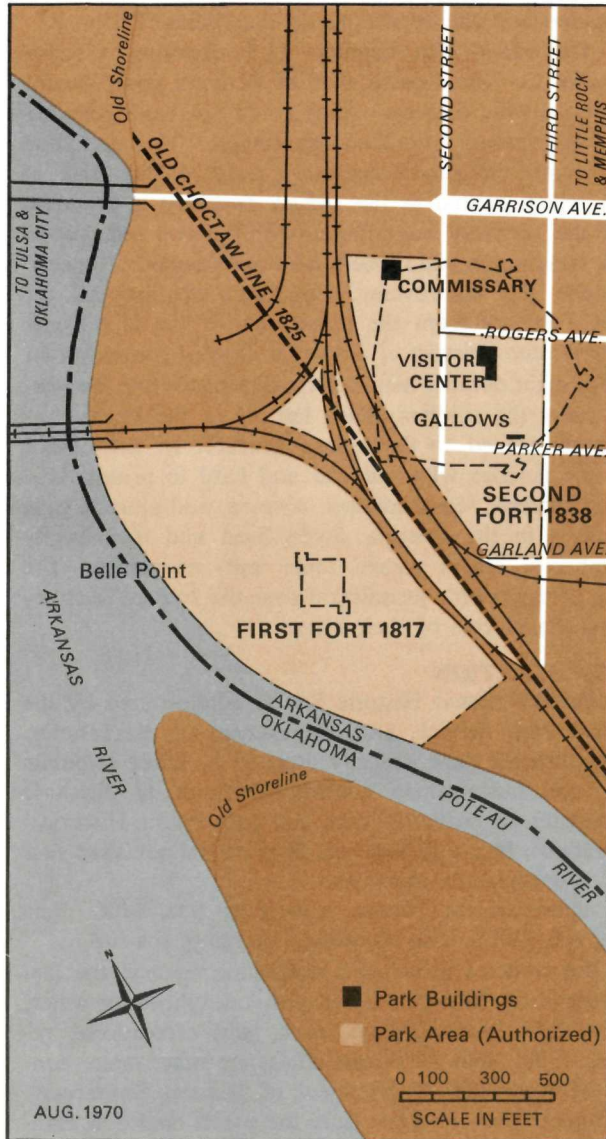 Old Shoreline
OLD CHOCTAW LINE 1825
SECOND STREET
THIRD STREET
TO LITTLE ROCK
& MEMPHIS
TO TULSA &
OKLAHOMA CITY
GARRISON AVE.
COMMISSARY
ROGERS AVE.
VISITOR
CENTER
GALLOWS
PARKER AVE.
SECOND
FORT 1838
GARLAND AVE.
Belle Point
FIRST FORT 1817
ARKANSAS
RIVER
ARKANSAS
OKLAHOMA
POTEAU
RIVER
Old Shoreline
N
Park Buildings
Park Area (Authorized)
0 100 300 500
SCALE IN FEET
AUG. 1970